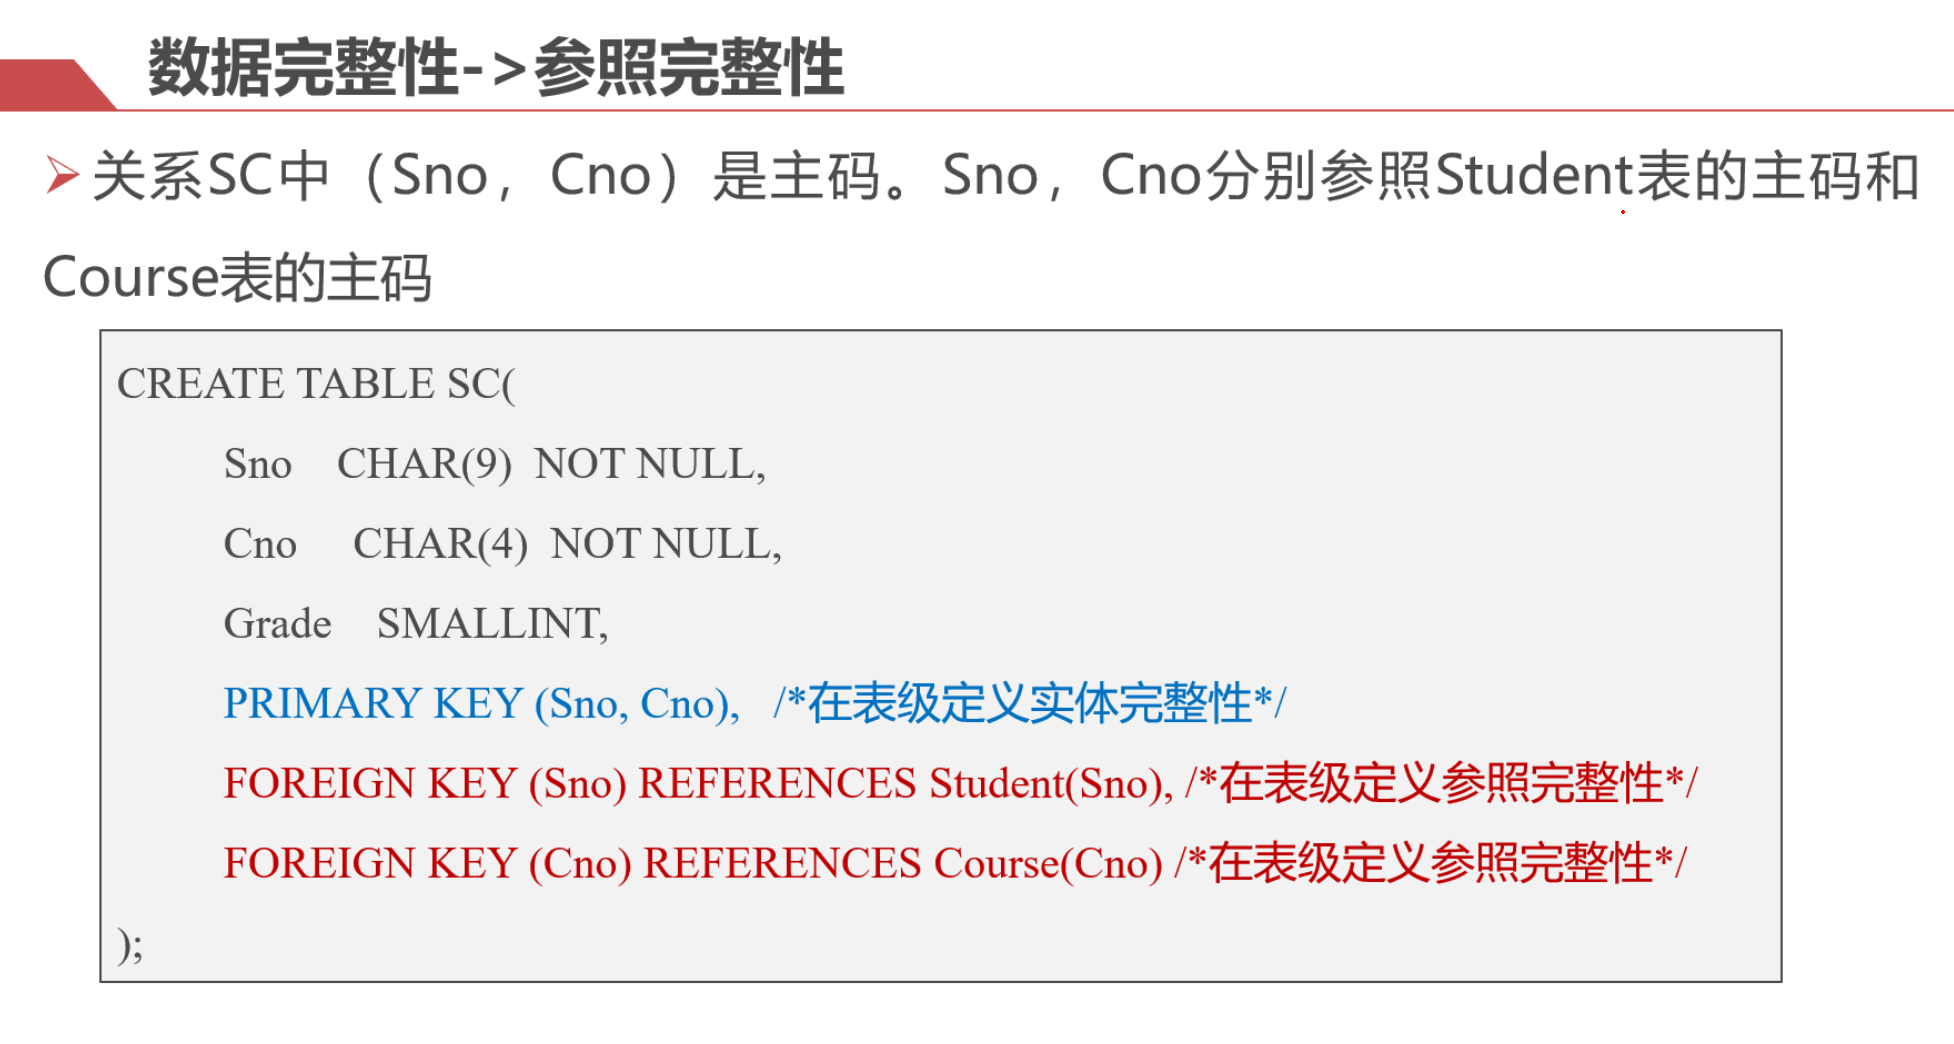 数据完整性->参照完整性
关系SC中（Sno，Cno）是主码。Sno，Cno分别参照Student表的主码和
Course表的主码
CREATE TABLE SC(
Sno CHAR(9) NOT NULL,
Cno CHAR(4) NOT NULL,
Grade SMALLINT,
PRIMARY KEY (Sno, Cno), /*在表级定义实体完整性*/
FOREIGN KEY (Sno) REFERENCES Student(Sno), /*在表级定义参照完整性*/
FOREIGN KEY (Cno) REFERENCES Course(Cno) /*在表级定义参照完整性*/
);